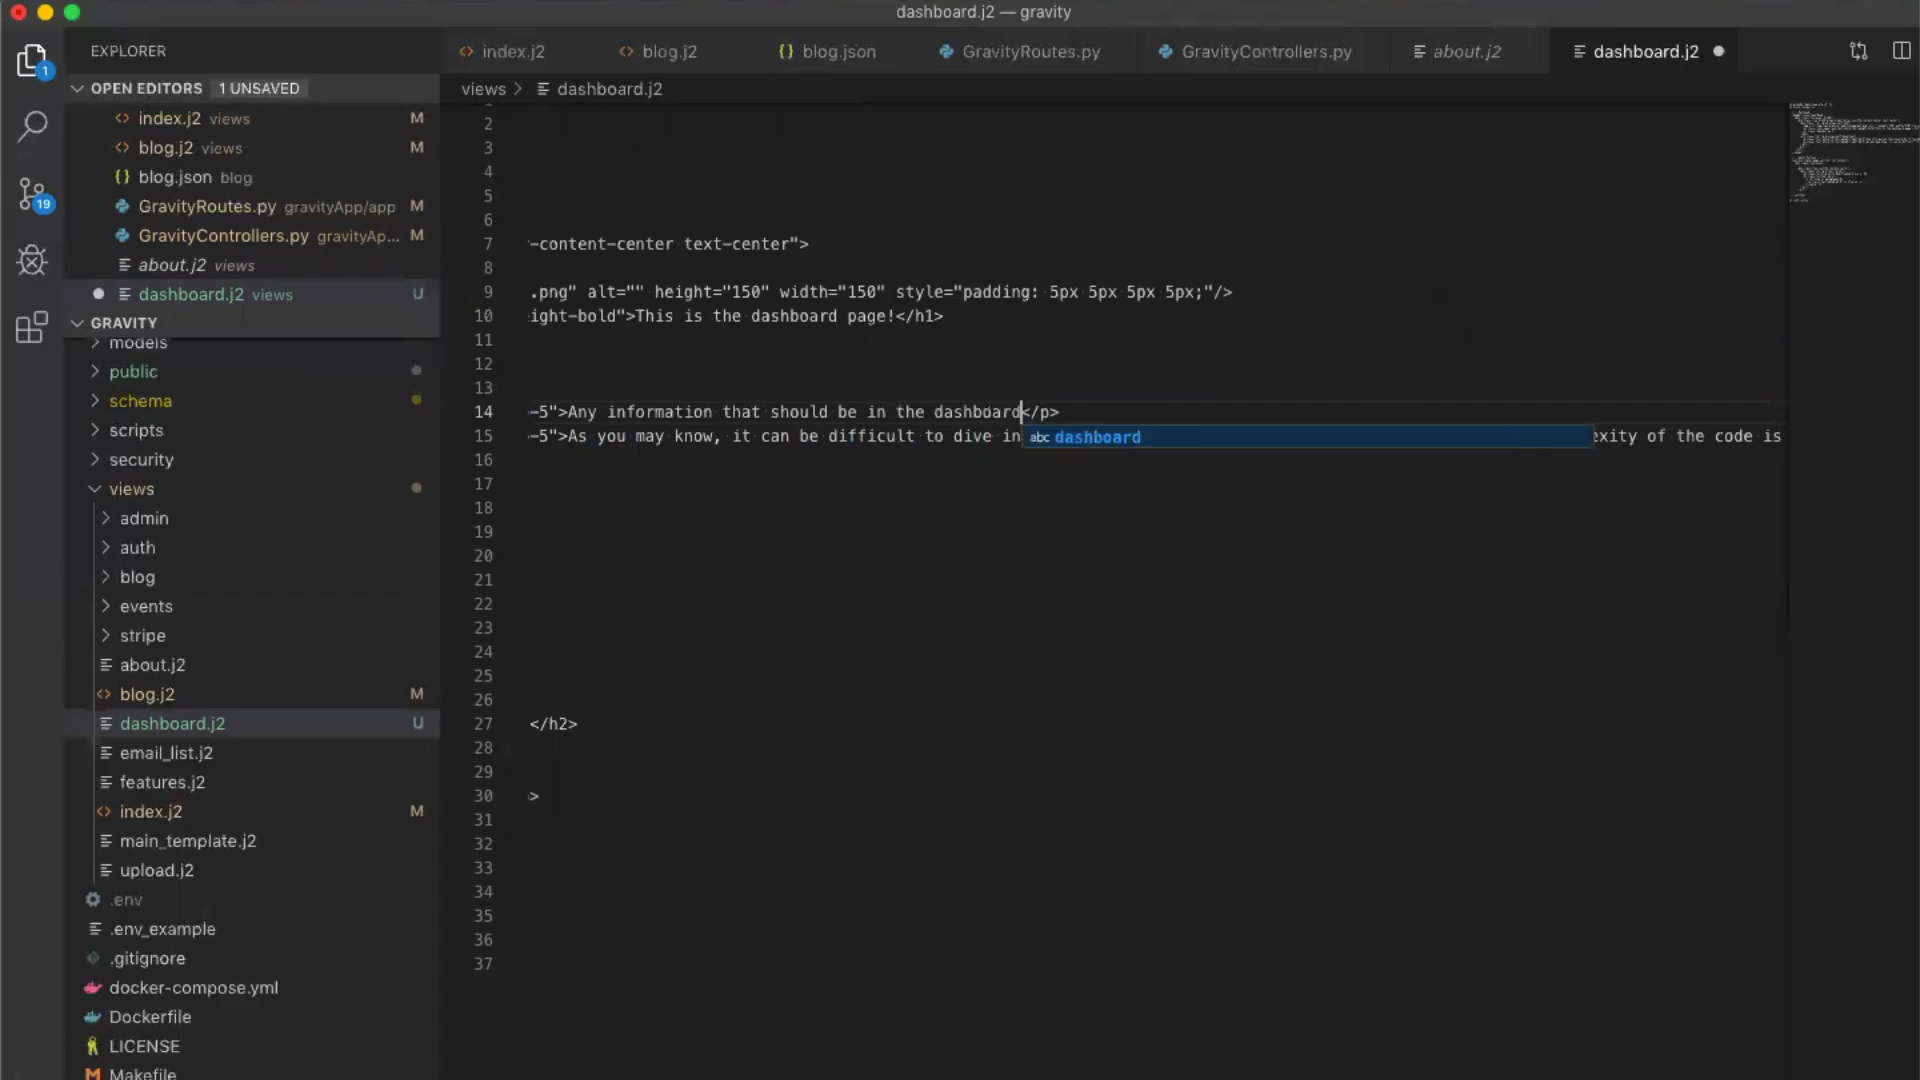 dashboard.j2 — gravity
EXPLORER
index.j2
blog.j2
{} blog.json
GravityRoutes.py
GravityControllers.py
about.j2
dashboard.j2
1
OPEN EDITORS 1 UNSAVED
views > dashboard.j2
index.j2 views M
blog.j2 views M
{} blog.json blog
GravityRoutes.py gravityApp/app M
GravityControllers.py gravityAp... M
about.j2 views
dashboard.j2 views U
19
GRAVITY
models
public
schema
scripts
security
views
admin
auth
blog
events
stripe
about.j2
blog.j2 M
dashboard.j2 U
email_list.j2
features.j2
index.j2 M
main_template.j2
upload.j2
.env
.env_example
.gitignore
docker-compose.yml
Dockerfile
LICENSE
Makefile
2
3
4
5
6
7 -content-center text-center">
8
9 .png" alt="" height="150" width="150" style="padding: 5px 5px 5px 5px;"/>
10 ight-bold">This is the dashboard page!</h1>
11
12
13
14 -5">Any information that should be in the dashboard</p>
15 -5">As you may know, it can be difficult to dive in abc dashboard exity of the code is
16
17
18
19
20
21
22
23
24
25
26
27 </h2>
28
29
30 >
31
32
33
34
35
36
37